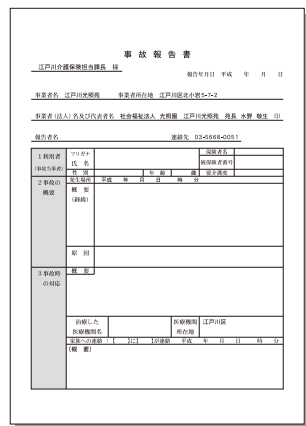 事 故 報 告 書
江戸川介護保険担当課長 様
報告年月日 平成 年 月 日
事業者名 江戸川光照苑 事業者所在地 江戸川区北小岩5-7-2
事業者(法人)名及び代表者名 社会福祉法人 光照園 江戸川光照苑 苑長 水野 敬生 印
報告者名 連絡先 03-5668-0051
1 利用者 フリガナ 保険者名
(事故当事者) 氏 名 被保険者番号
性 別 年 齢 歳 要介護度
2 事故の 発生場所 平成 年 月 日 時 分
概要 概 要
(経緯)
原 因
3 事故時 概 要
の対応
治療した 医療機関 江戸川区
医療機関名 所在地
家族への連絡:【 】に【 】が連絡 平成 年 月 日 時 分
【概 要】